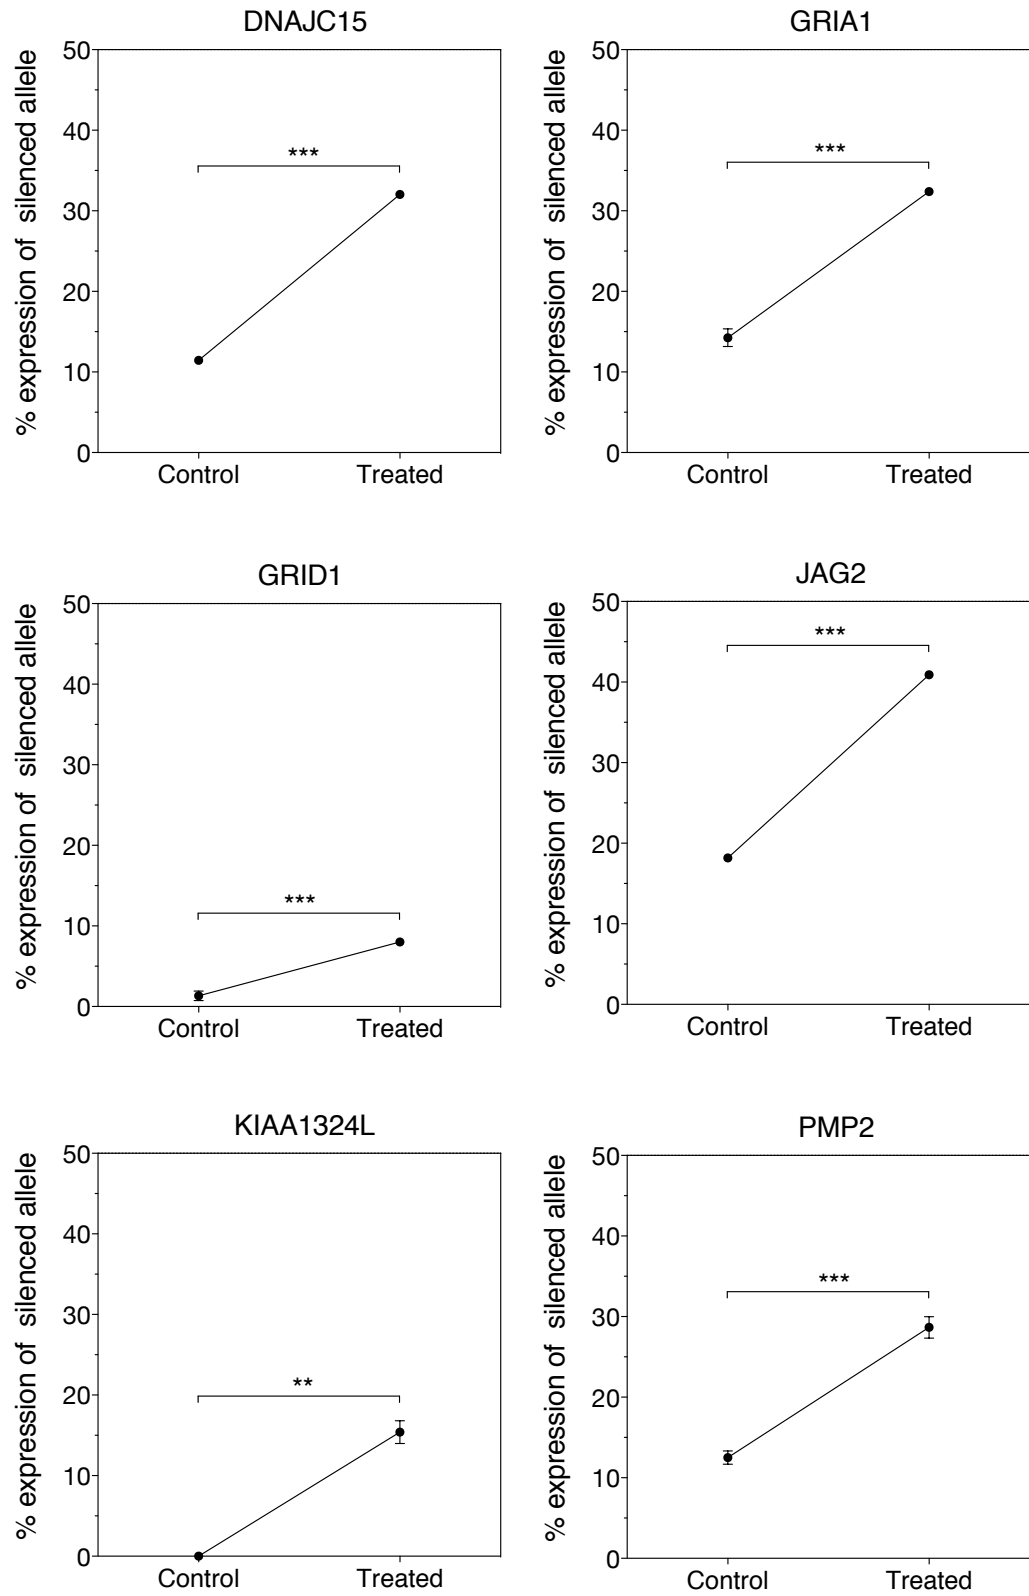 DNAJC15
% expression of silenced allele
50
40
30
20
10
0
***
Control Treated
GRIA1
% expression of silenced allele
50
40
30
20
10
0
***
Control Treated
GRID1
% expression of silenced allele
50
40
30
20
10
0
***
Control Treated
JAG2
% expression of silenced allele
50
40
30
20
10
0
***
Control Treated
KIAA1324L
% expression of silenced allele
50
40
30
20
10
0
**
Control Treated
PMP2
% expression of silenced allele
50
40
30
20
10
0
***
Control Treated